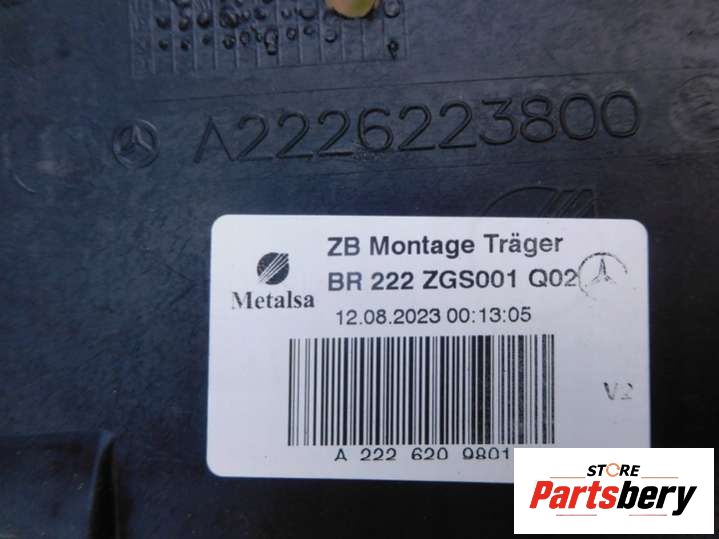 A2226223800
ZB Montage Träger
Metalsa
BR 222 ZGS001 Q02
12.08.2023 00:13:05
V2
A 222 620 9801
STORE
Partsbery